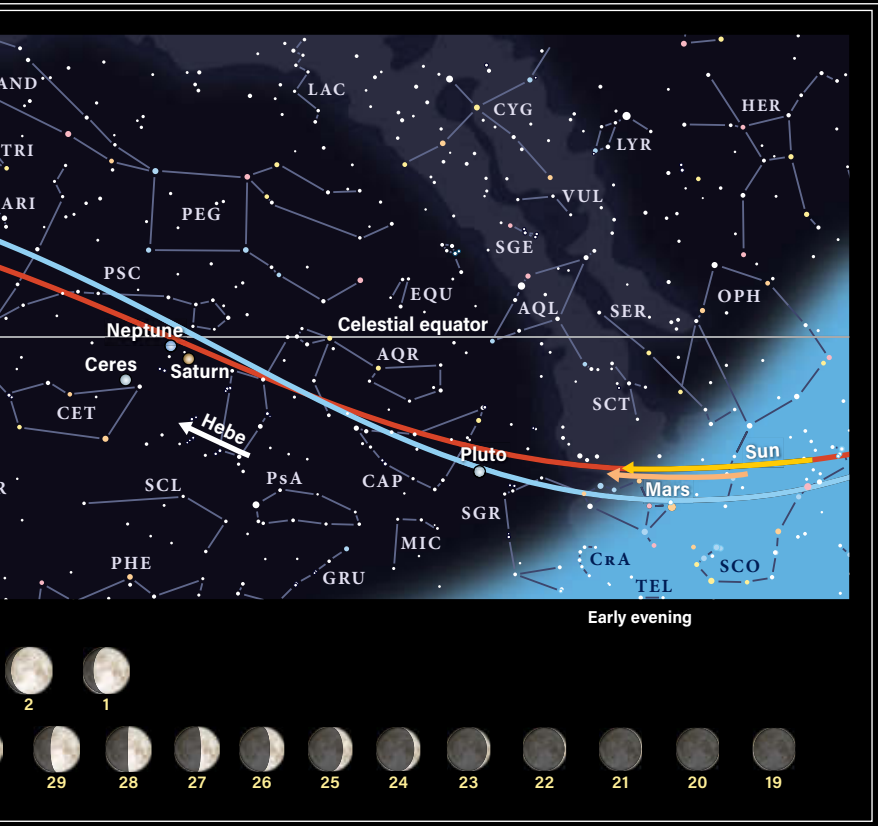 AND
LAC
CYG
HER
TRI
LYR
ARI
PEG
VUL
SGE
PSC
EQU
AQL
SER
OPH
Neptune
Celestial equator
Ceres
Saturn
AQR
CET
SCT
Hebe
Pluto
Sun
R
SCL
PsA
CAP
Mars
SGR
MIC
PHE
GRU
CRA
SCO
TEL
Early evening
2 1
29 28 27 26 25 24 23 22 21 20 19